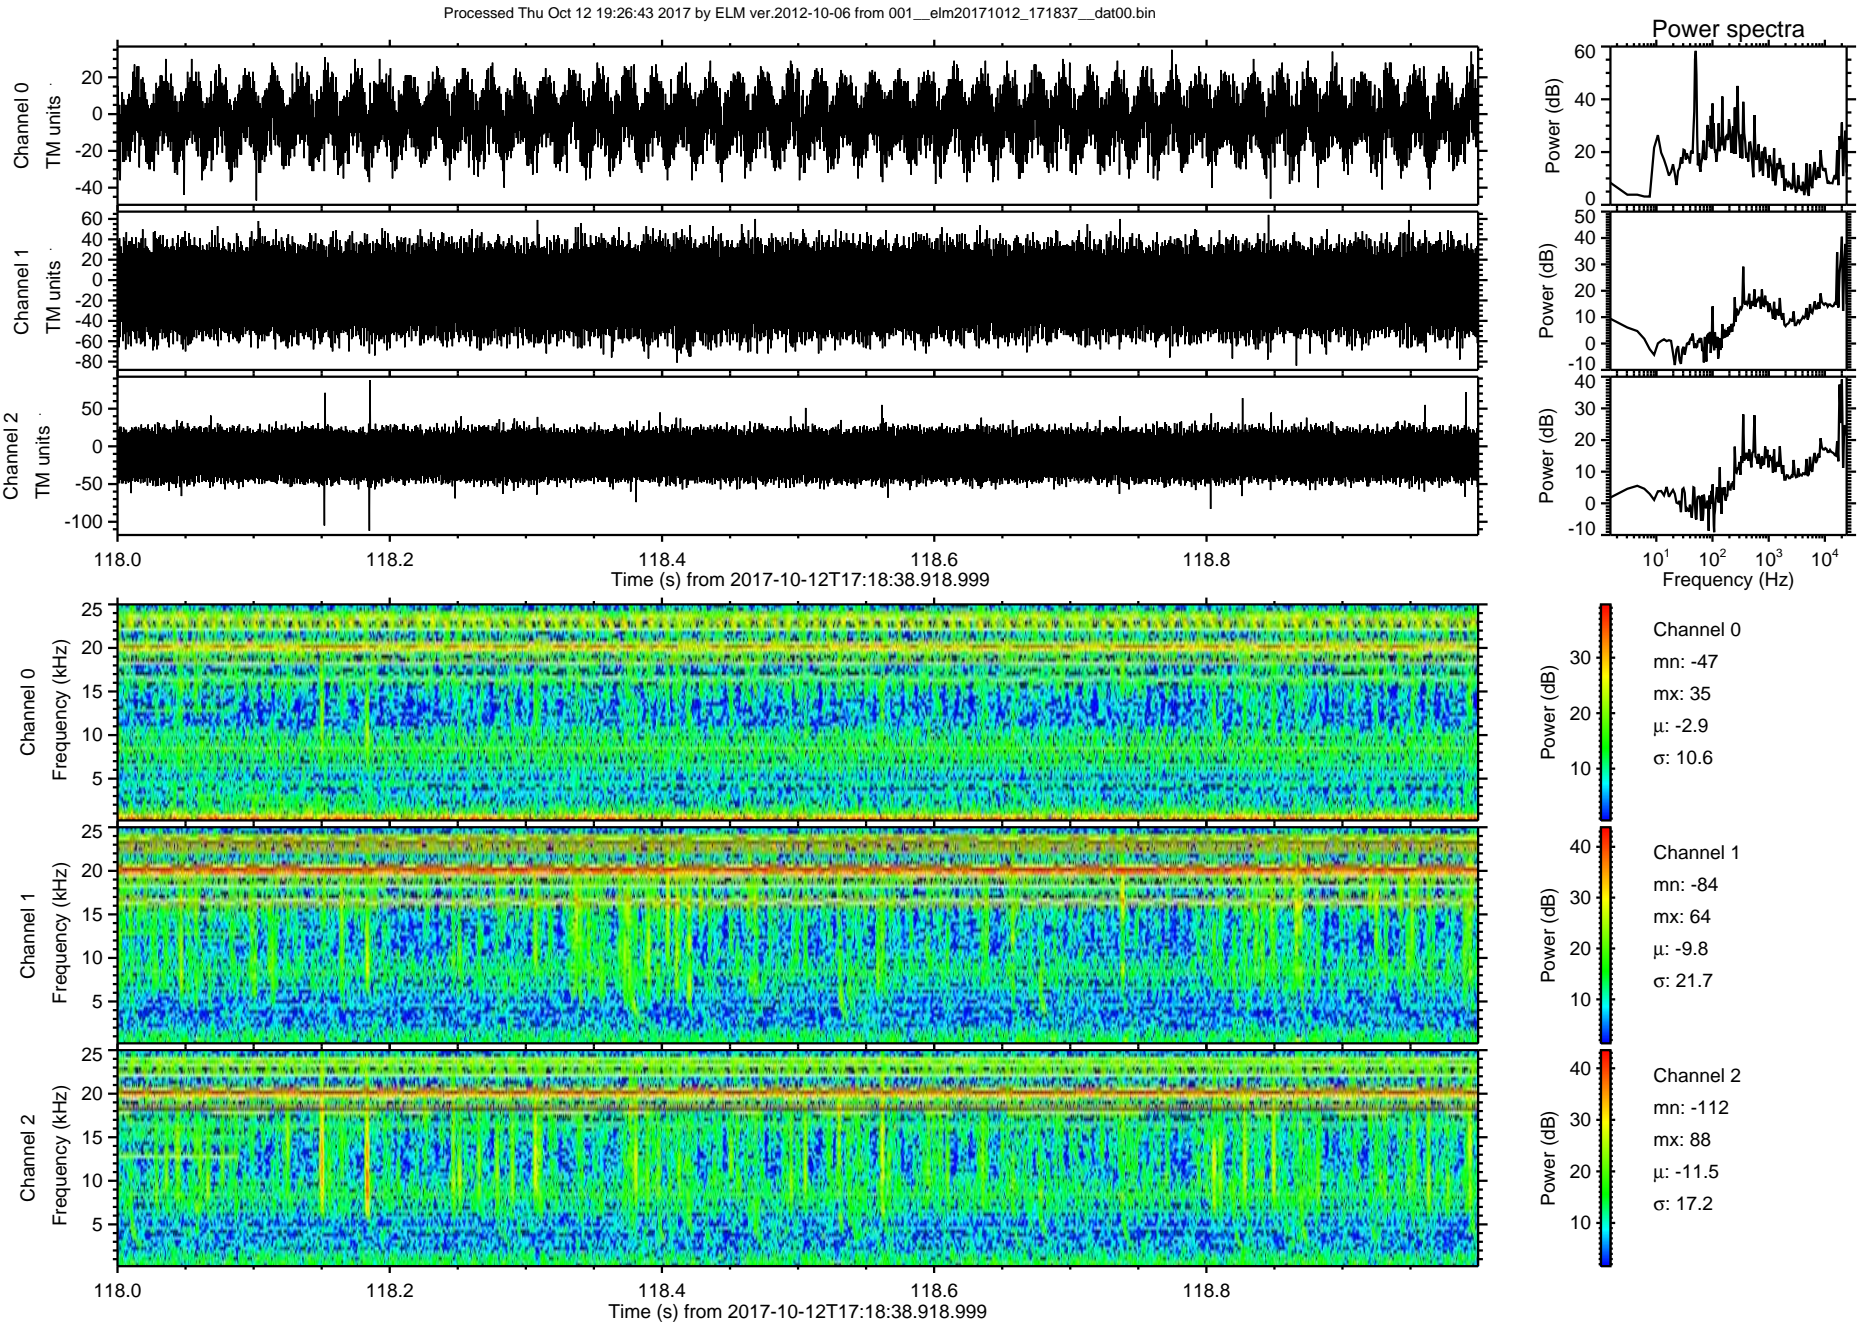 Processed Thu Oct 12 19:26:43 2017 by ELM ver.2012-10-06 from 001__elm20171012_171837__dat00.bin
Power spectra
Channel 0
TM units
20
0
-20
-40
Power (dB)
60
40
20
0
Channel 1
TM units
60
40
20
0
-20
-40
-60
-80
Power (dB)
50
40
30
20
10
0
-10
Channel 2
TM units
50
0
-50
-100
Power (dB)
40
30
20
10
0
-10
118.0 118.2 118.4 118.6 118.8
Time (s) from 2017-10-12T17:18:38.918.999
10^1 10^2 10^3 10^4
Frequency (Hz)
Channel 0
Frequency (kHz)
25
20
15
10
5
Power (dB)
30
20
10
Channel 0
mn: -47
mx: 35
μ: -2.9
σ: 10.6
Channel 1
Frequency (kHz)
25
20
15
10
5
Power (dB)
40
30
20
10
Channel 1
mn: -84
mx: 64
μ: -9.8
σ: 21.7
Channel 2
Frequency (kHz)
25
20
15
10
5
Power (dB)
40
30
20
10
Channel 2
mn: -112
mx: 88
μ: -11.5
σ: 17.2
118.0 118.2 118.4 118.6 118.8
Time (s) from 2017-10-12T17:18:38.918.999